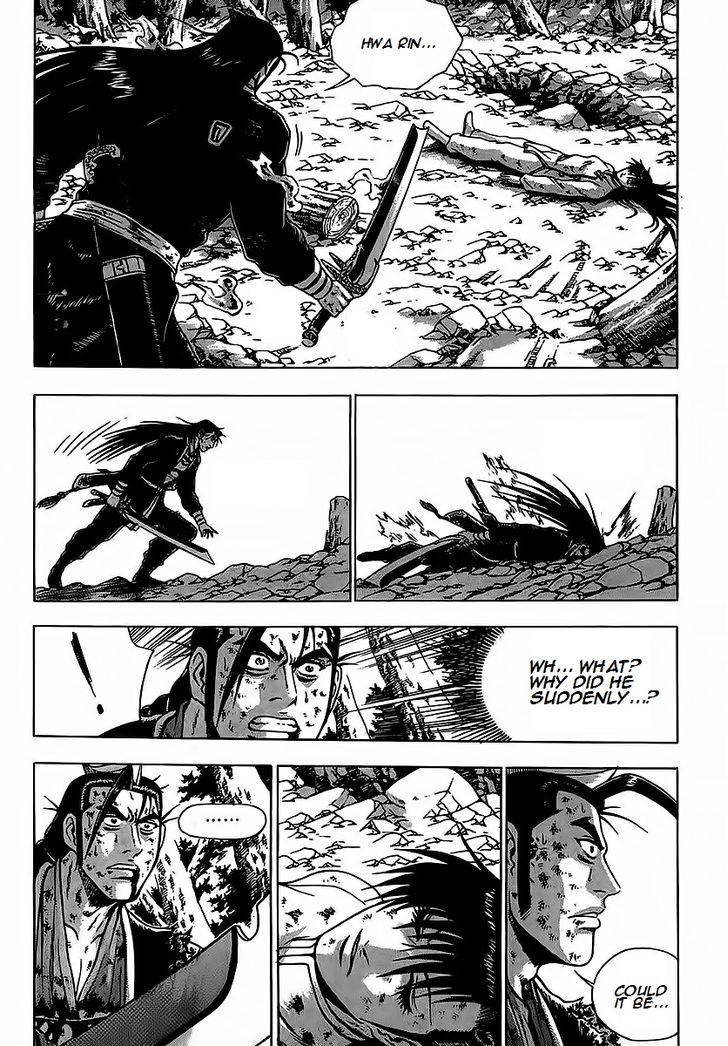 HWA RIN...
WH... WHAT?
WHY DID HE
SUDDENLY...?
!
......
COULD
IT BE...